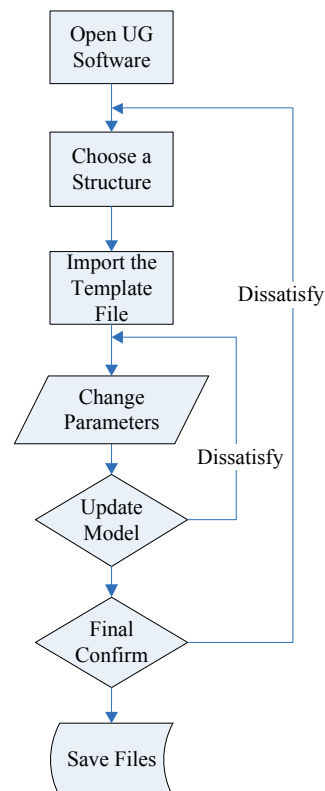 Open UG
Software
Choose a
Structure
Import the
Template
File
Dissatisfy
Change
Parameters
Dissatisfy
Update
Model
Final
Confirm
Save Files